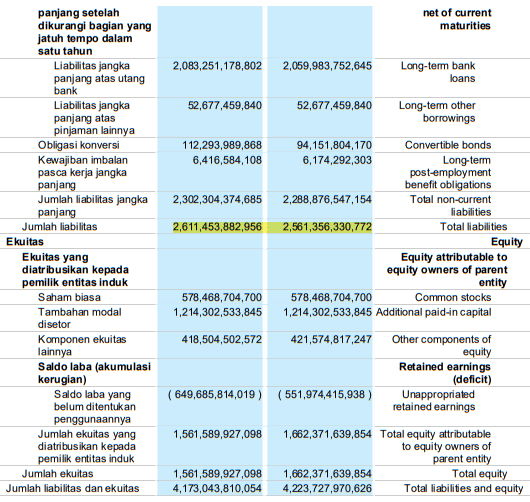 panjang setelah dikurangi bagian yang jatuh tempo dalam satu tahun net of current maturities
Liabilitas jangka panjang atas utang bank 2,083,251,178,802 2,059,983,752,645 Long-term bank loans
Liabilitas jangka panjang atas pinjaman lainnya 52,677,459,840 52,677,459,840 Long-term other borrowings
Obligasi konversi 112,293,989,868 94,151,804,170 Convertible bonds
Kewajiban imbalan pasca kerja jangka panjang 6,416,584,108 6,174,292,303 Long-term post-employment benefit obligations
Jumlah liabilitas jangka panjang 2,302,304,374,685 2,288,876,547,154 Total non-current liabilities
Jumlah liabilitas 2,611,453,882,956 2,561,356,330,772 Total liabilities
Ekuitas Equity
Ekuitas yang diatribusikan kepada pemilik entitas induk Equity attributable to equity owners of parent entity
Saham biasa 578,468,704,700 578,468,704,700 Common stocks
Tambahan modal disetor 1,214,302,533,845 1,214,302,533,845 Additional paid-in capital
Komponen ekuitas lainnya 418,504,502,572 421,574,817,247 Other components of equity
Saldo laba (akumulasi kerugian) Retained earnings (deficit)
Saldo laba yang belum ditentukan penggunaannya ( 649,685,814,019 ) ( 551,974,415,938 ) Unappropriated retained earnings
Jumlah ekuitas yang diatribusikan kepada pemilik entitas induk 1,561,589,927,098 1,662,371,639,854 Total equity attributable to equity owners of parent entity
Jumlah ekuitas 1,561,589,927,098 1,662,371,639,854 Total equity
Jumlah liabilitas dan ekuitas 4,173,043,810,054 4,223,727,970,626 Total liabilities and equity